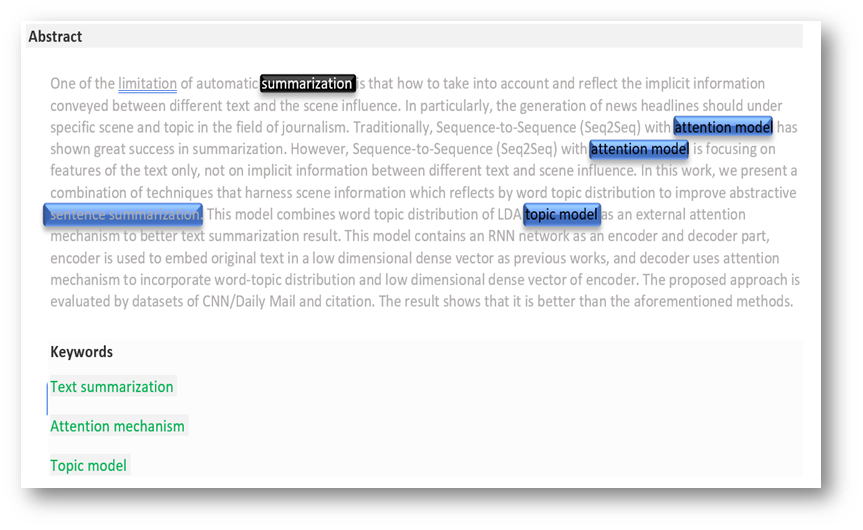 Abstract
One of the limitation of automatic summarization is that how to take into account and reflect the implicit information
conveyed between different text and the scene influence. In particularly, the generation of news headlines should under
specific scene and topic in the field of journalism. Traditionally, Sequence-to-Sequence (Seq2Seq) with attention model has
shown great success in summarization. However, Sequence-to-Sequence (Seq2Seq) with attention model is focusing on
features of the text only, not on implicit information between different text and scene influence. In this work, we present a
combination of techniques that harness scene information which reflects by word topic distribution to improve abstractive
sentence summarization. This model combines word topic distribution of LDA topic model as an external attention
mechanism to better text summarization result. This model contains an RNN network as an encoder and decoder part,
encoder is used to embed original text in a low dimensional dense vector as previous works, and decoder uses attention
mechanism to incorporate word-topic distribution and low dimensional dense vector of encoder. The proposed approach is
evaluated by datasets of CNN/Daily Mail and citation. The result shows that it is better than the aforementioned methods.
Keywords
Text summarization
Attention mechanism
Topic model